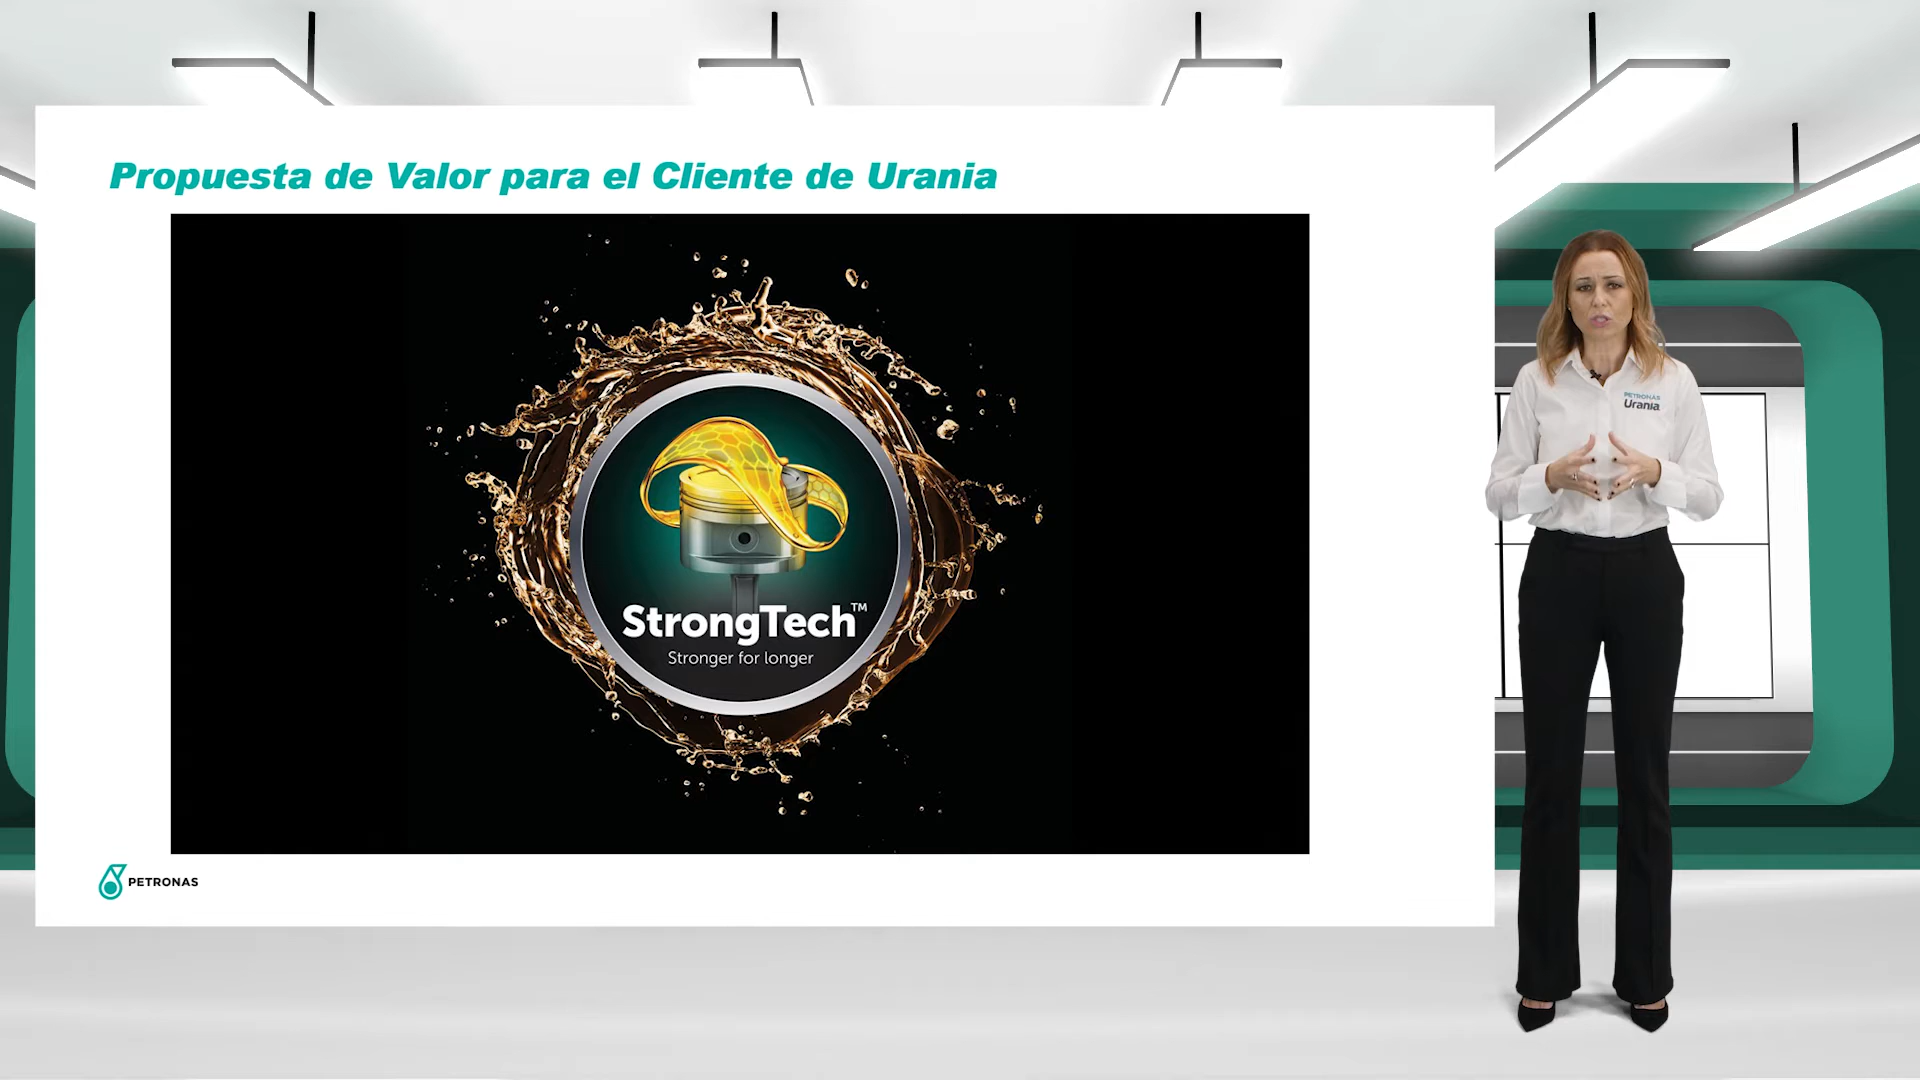 Propuesta de Valor para el Cliente de Urania
StrongTech™
Stronger for longer
PETRONAS
PETRONAS
Urania